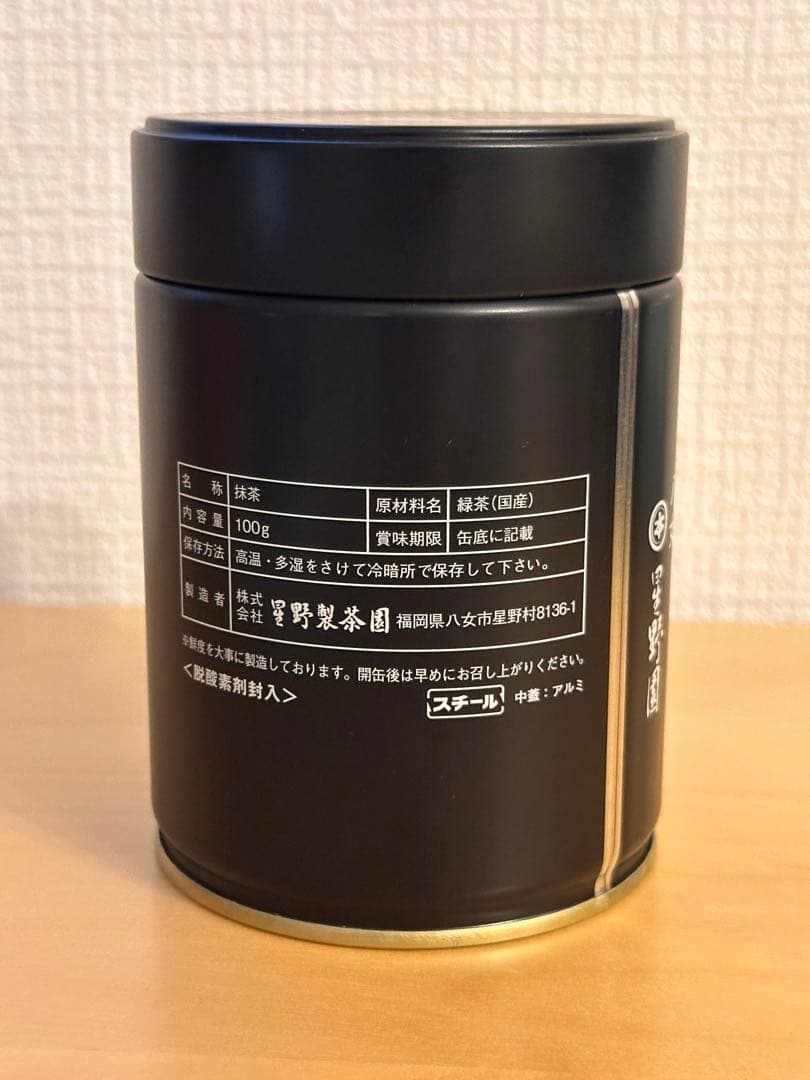 名 称 抹茶 原材料名 緑茶(国産)
内容量 100g 賞味期限 缶底に記載
保存方法 高温・多湿をさけて冷暗所で保存して下さい。
製造者 株式会社 星野製茶園 福岡県八女市星野村8136-1
※鮮度を大事に製造しております。開缶後は早めにお召し上がりください。
<脱酸素剤封入>
スチール 中蓋:アルミ
星野園